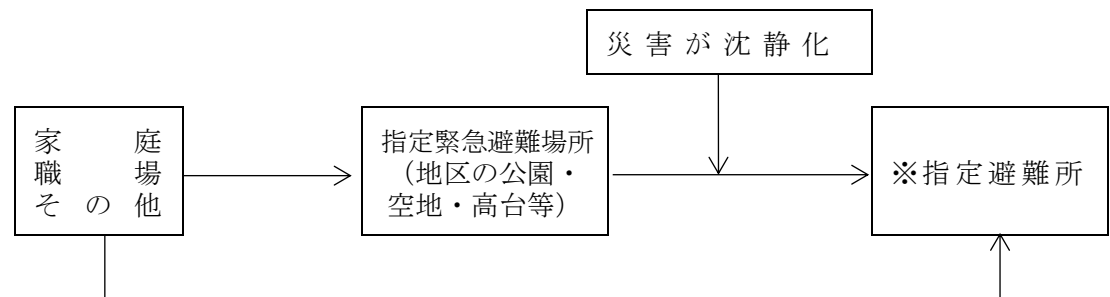 災害が沈静化
家庭
職場
その他
指定緊急避難場所
（地区の公園・
空地・高台等）
※指定避難所